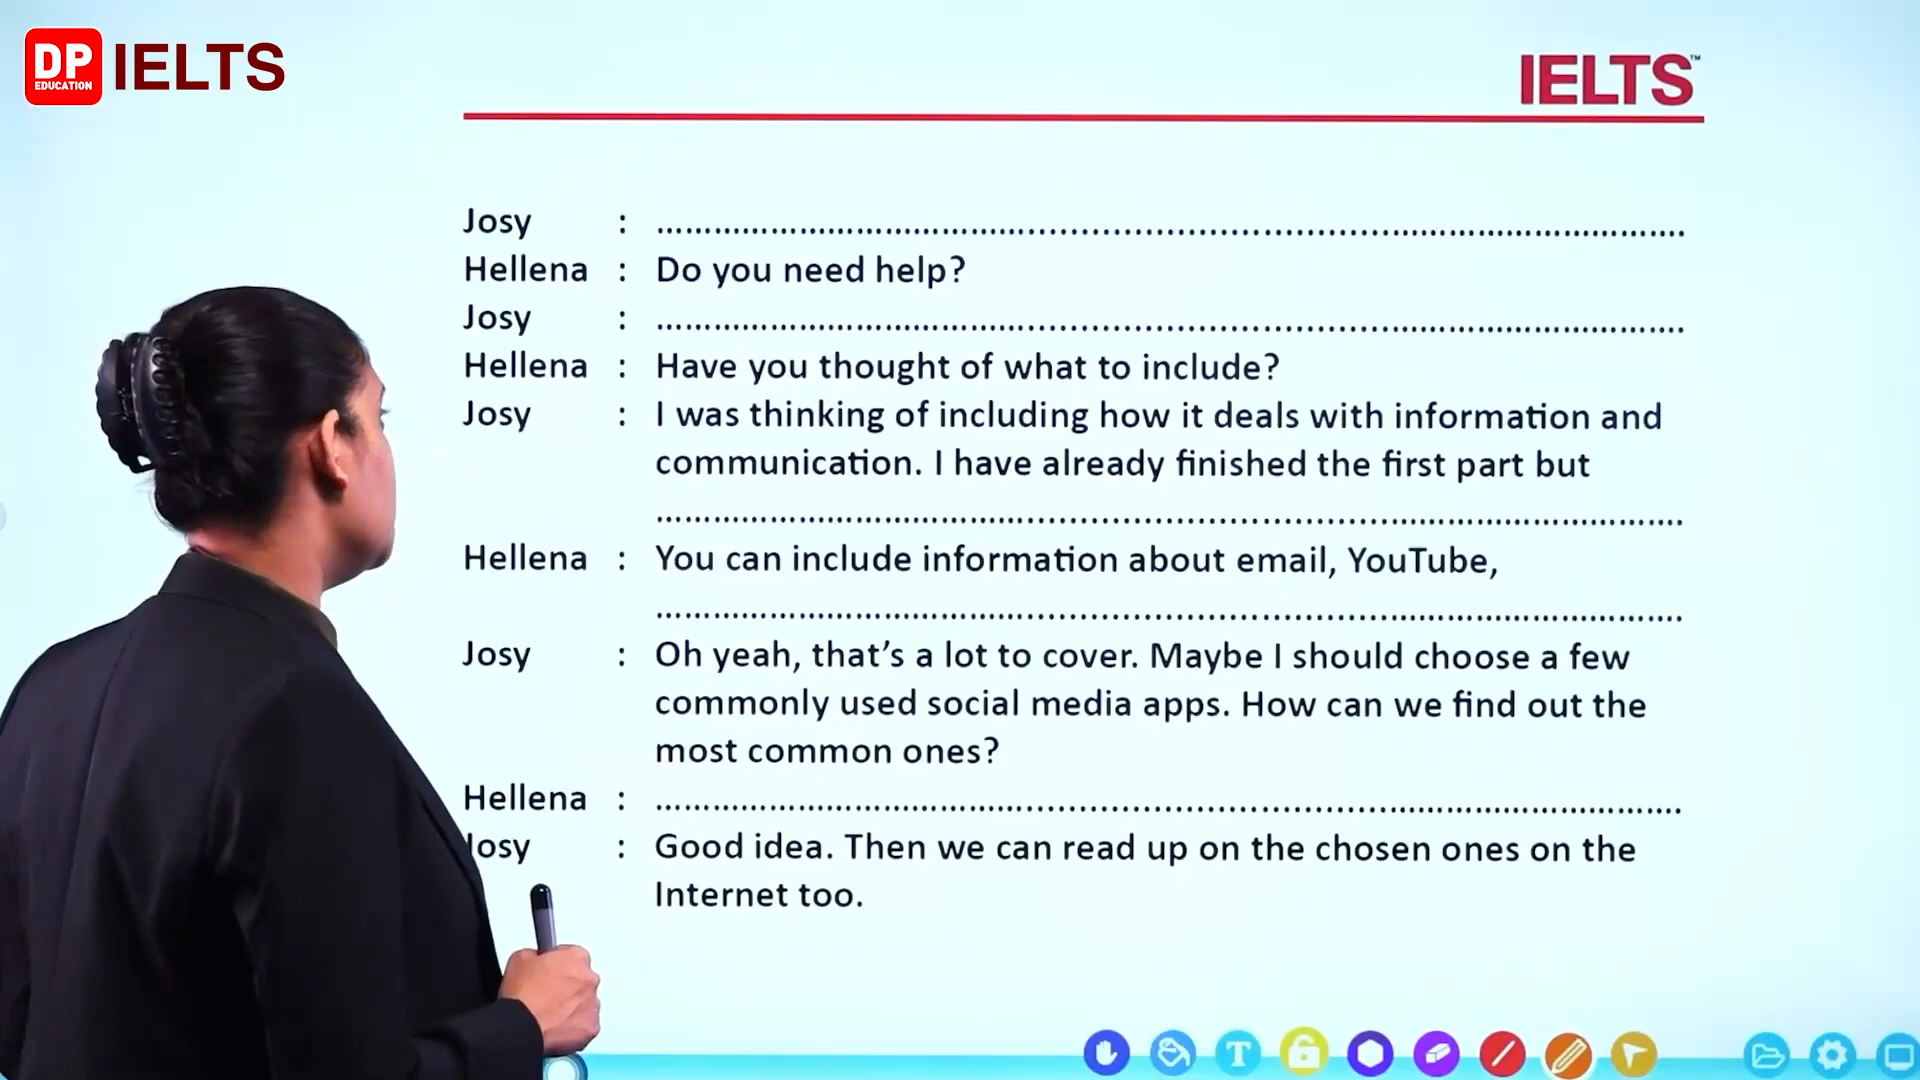 DP
EDUCATION
IELTS
IELTS™
Josy : ........................................................................................................
Hellena : Do you need help?
Josy : ........................................................................................................
Hellena : Have you thought of what to include?
Josy : I was thinking of including how it deals with information and
communication. I have already finished the first part but
........................................................................................................
Hellena : You can include information about email, YouTube,
........................................................................................................
Josy : Oh yeah, that's a lot to cover. Maybe I should choose a few
commonly used social media apps. How can we find out the
most common ones?
Hellena : ........................................................................................................
Josy : Good idea. Then we can read up on the chosen ones on the
Internet too.
T